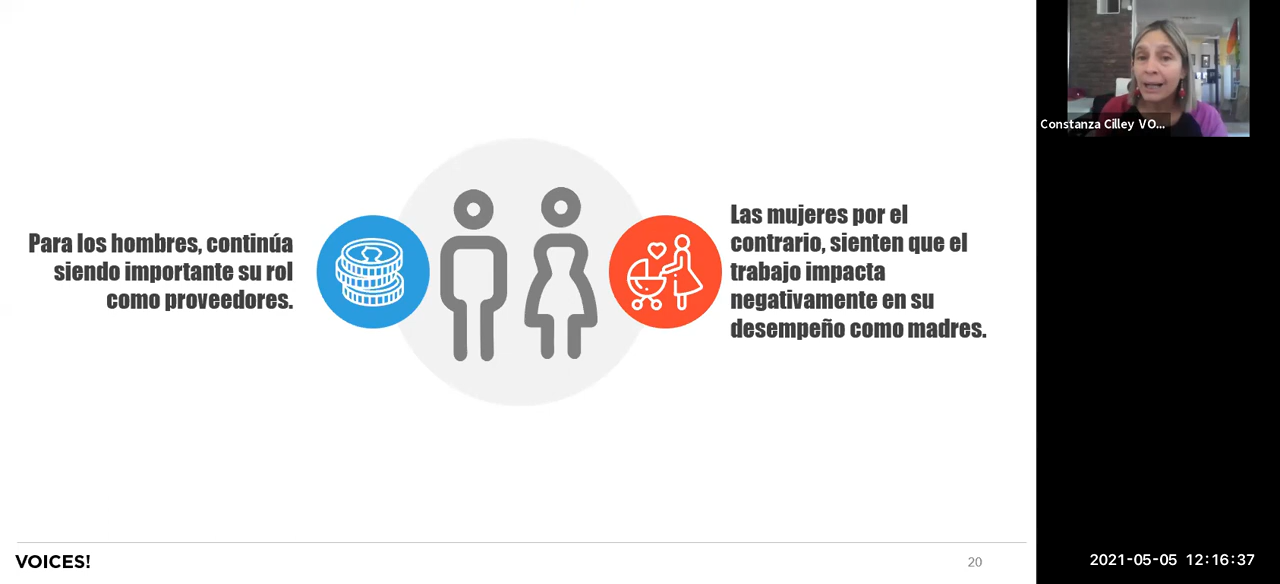 Para los hombres, continúa
siendo importante su rol
como proveedores.
Las mujeres por el
contrario, sienten que el
trabajo impacta
negativamente en su
desempeño como madres.
VOICES!
20
Constanza Cilley VO...
2021-05-05 12:16:37